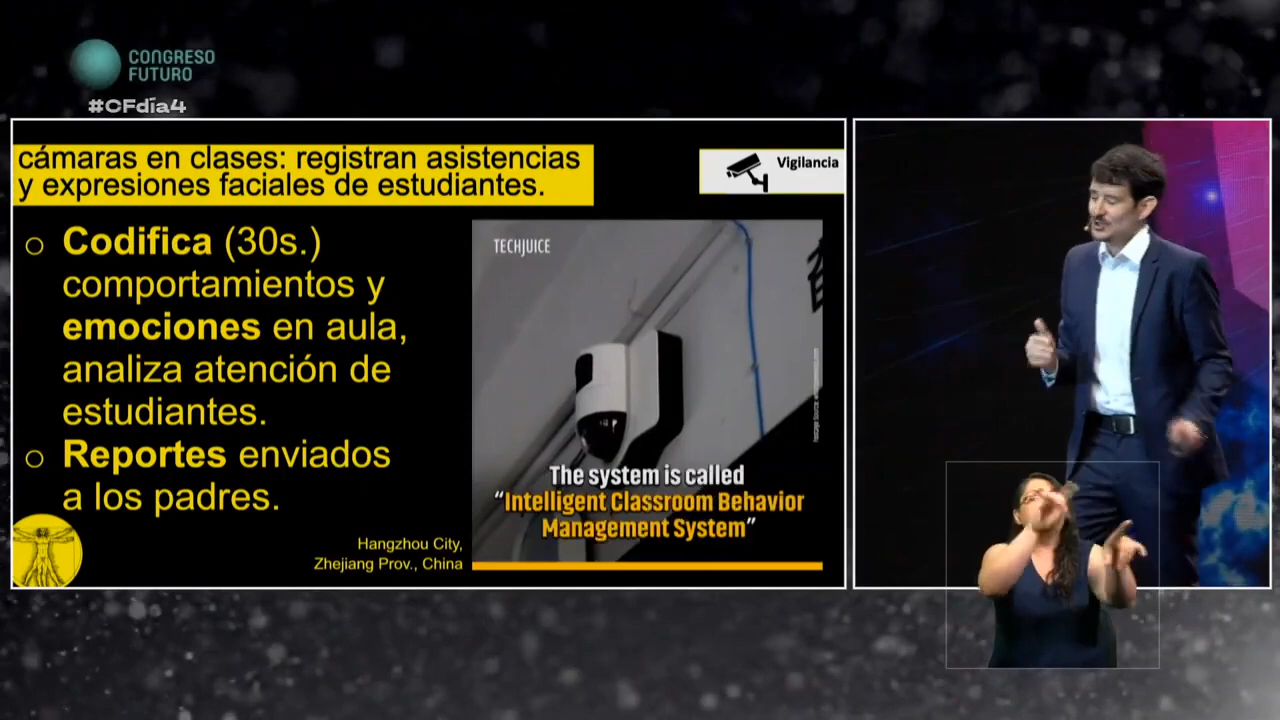 CONGRESO
FUTURO
#CFdía4
cámaras en clases: registran asistencias
y expresiones faciales de estudiantes.
Vigilancia
○ Codifica (30s.)
comportamientos y
emociones en aula,
analiza atención de
estudiantes.
○ Reportes enviados
a los padres.
Hangzhou City,
Zhejiang Prov., China
TECHJUICE
The system is called
“Intelligent Classroom Behavior
Management System”